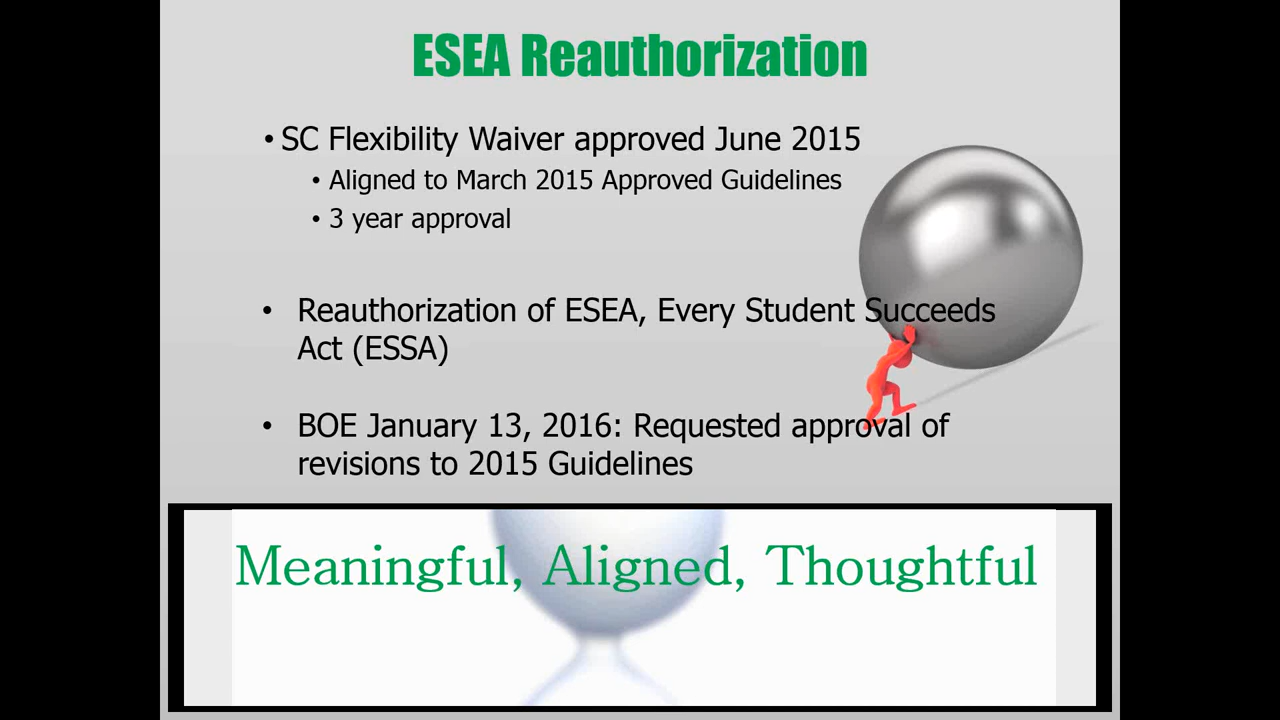 ESEA Reauthorization
• SC Flexibility Waiver approved June 2015
• Aligned to March 2015 Approved Guidelines
• 3 year approval
• Reauthorization of ESEA, Every Student Succeeds
Act (ESSA)
• BOE January 13, 2016: Requested approval of
revisions to 2015 Guidelines
Meaningful, Aligned, Thoughtful